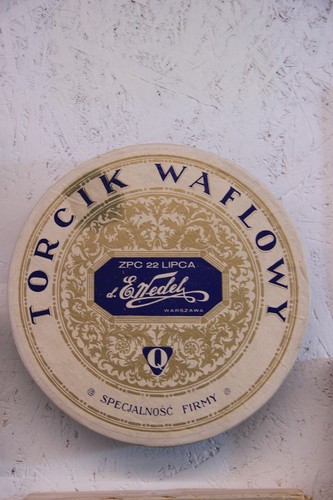 TORCIK WAFLOWY
ZPC 22 LIPCA
d. E. Wedel
WARSZAWA
Q
SPECJALNOŚĆ FIRMY